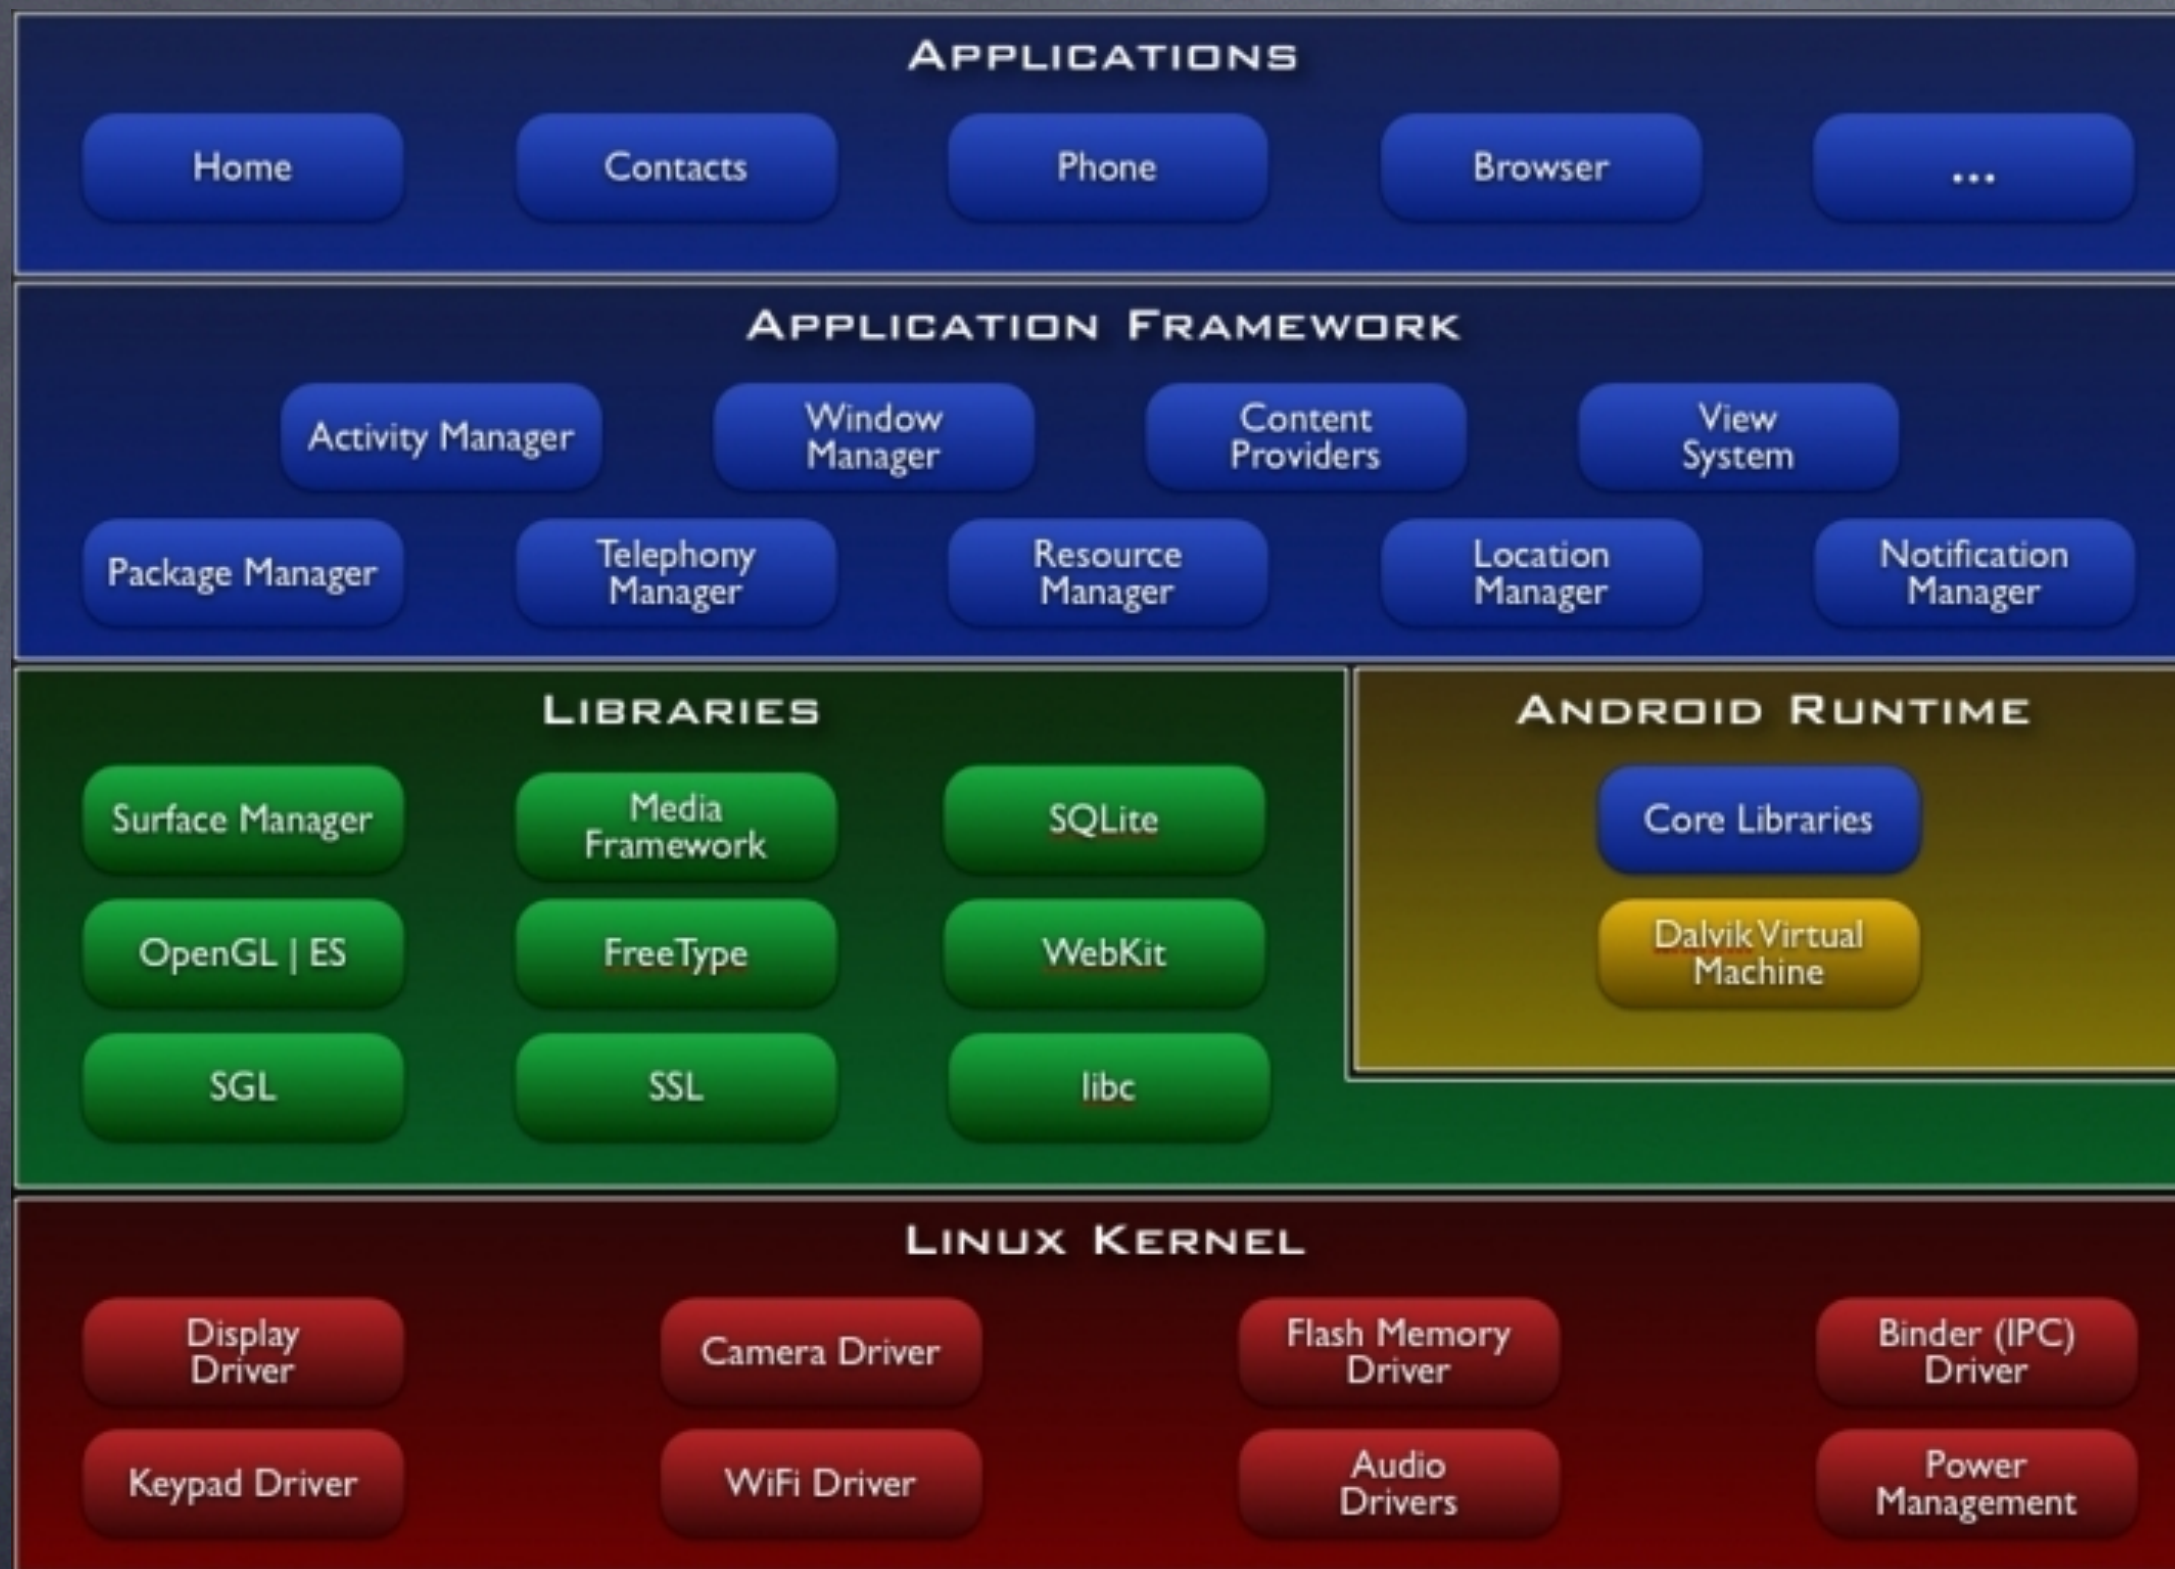 APPLICATIONS
Home
Contacts
Phone
Browser
...
APPLICATION FRAMEWORK
Activity Manager
Window
Manager
Content
Providers
View
System
Package Manager
Telephony
Manager
Resource
Manager
Location
Manager
Notification
Manager
LIBRARIES
Surface Manager
Media
Framework
SQLite
OpenGL | ES
FreeType
WebKit
SGL
SSL
libc
ANDROID RUNTIME
Core Libraries
Dalvik Virtual
Machine
LINUX KERNEL
Display
Driver
Camera Driver
Flash Memory
Driver
Binder (IPC)
Driver
Keypad Driver
WiFi Driver
Audio
Drivers
Power
Management